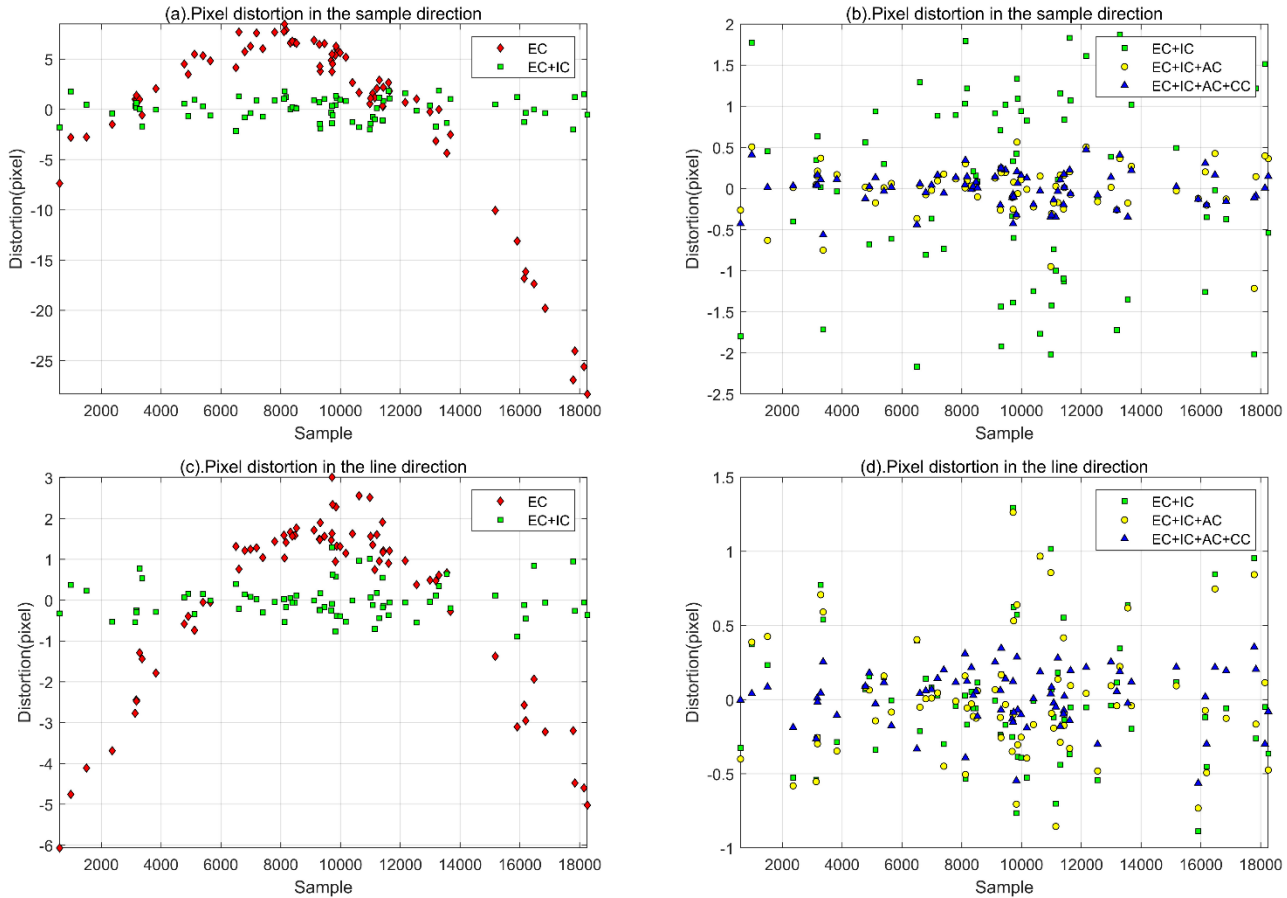 (a).Pixel distortion in the sample direction
EC
EC+IC
5
0
-5
-10
-15
-20
-25
Distortion(pixel)
2000 4000 6000 8000 10000 12000 14000 16000 18000
Sample
(b).Pixel distortion in the sample direction
EC+IC
EC+IC+AC
EC+IC+AC+CC
2
1.5
1
0.5
0
-0.5
-1
-1.5
-2
-2.5
Distortion(pixel)
2000 4000 6000 8000 10000 12000 14000 16000 18000
Sample
(c).Pixel distortion in the line direction
EC
EC+IC
3
2
1
0
-1
-2
-3
-4
-5
-6
Distortion(pixel)
2000 4000 6000 8000 10000 12000 14000 16000 18000
Sample
(d).Pixel distortion in the line direction
EC+IC
EC+IC+AC
EC+IC+AC+CC
1.5
1
0.5
0
-0.5
-1
Distortion(pixel)
2000 4000 6000 8000 10000 12000 14000 16000 18000
Sample